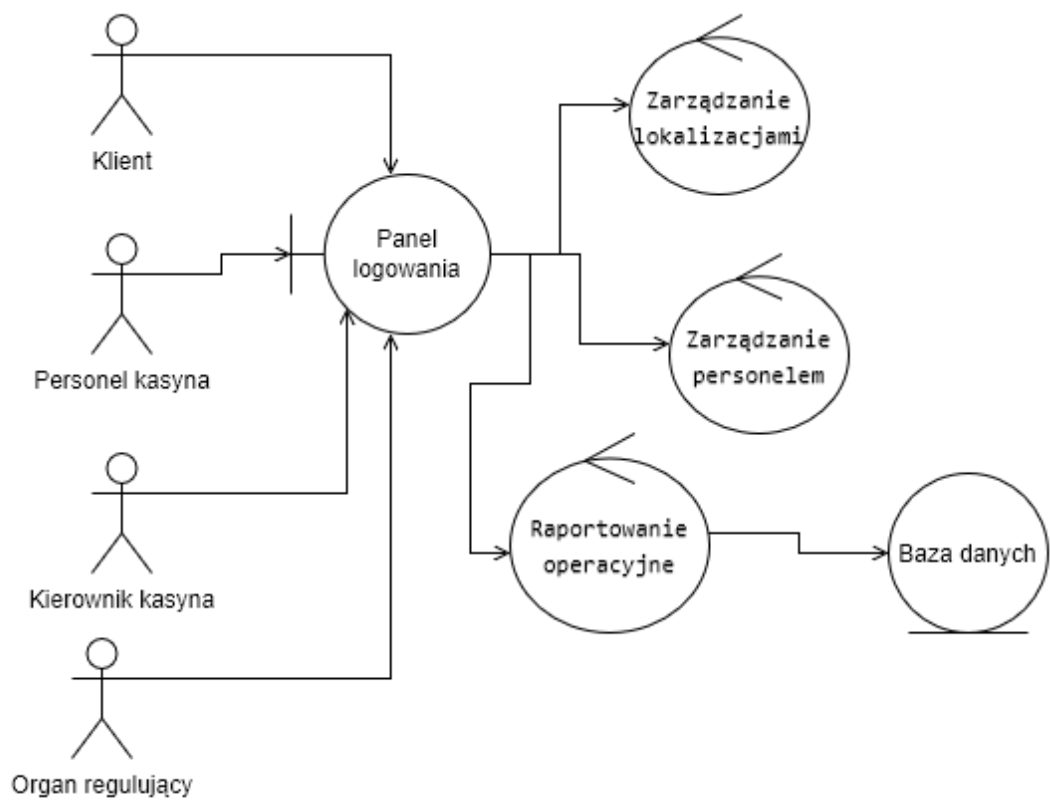 Klient
Personel kasyna
Kierownik kasyna
Organ regulujący
Panel
logowania
Zarządzanie
lokalizacjami
Zarządzanie
personelem
Raportowanie
operacyjne
Baza danych